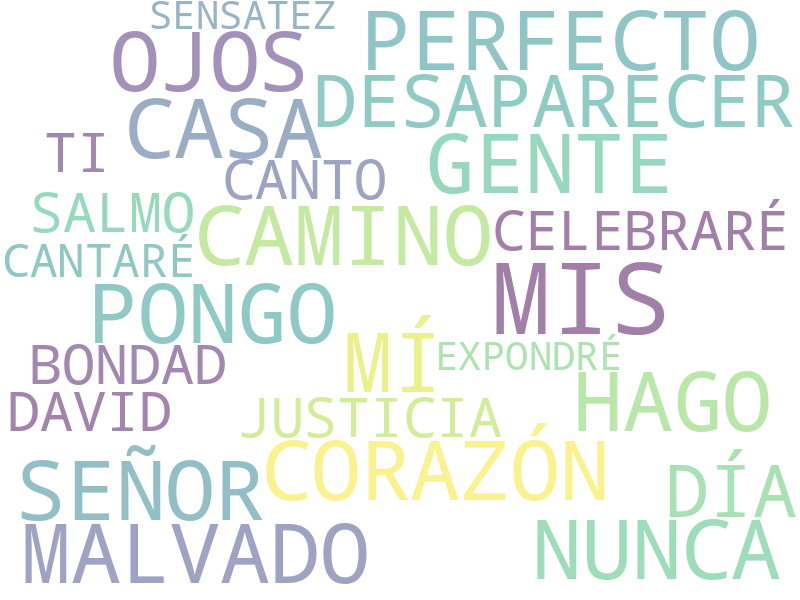 SENSATEZ
PERFECTO
OJOS
DESAPARECER
CASA
TI
GENTE
CANTO
SALMO
CAMINO
CELEBRARÉ
CANTARÉ
MIS
PONGO
MÍ
EXPONDRÉ
BONDAD
HAGO
DAVID
JUSTICIA
CORAZÓN
SEÑOR
DÍA
MALVADO
NUNCA